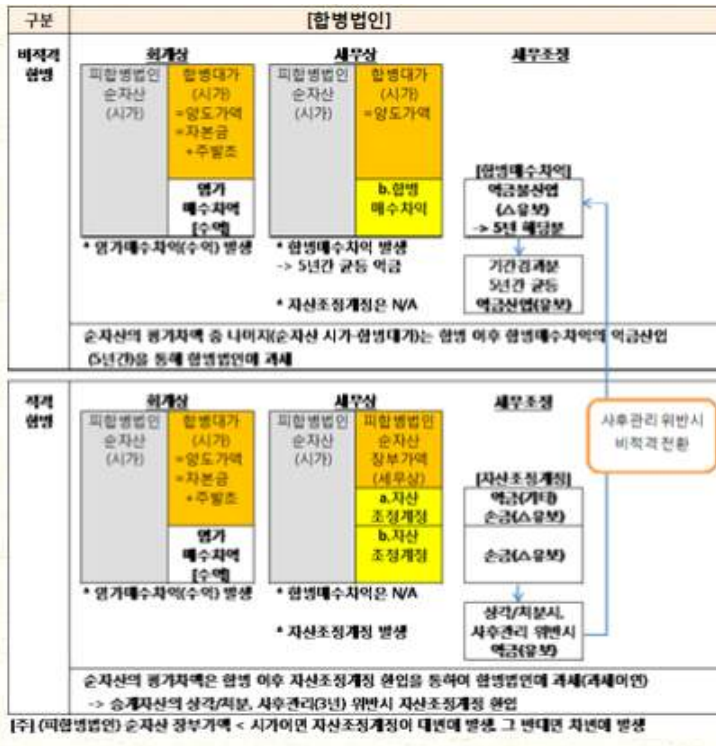 구분
[합병법인]
비적격
합병
회계상
세무상
세무조정
피합병법인
순자산
(시가)
합병대가
(시가)
=양도가액
=자본금
+주발초
염가
매수차익
[수익]
피합병법인
순자산
(시가)
합병대가
(시가)
=양도가액
b.합병
매수차익
[합병매수차익]
익금불산입
(△유보)
-> 5년 해당분
기간경과분
5년간 균등
익금산입(유보)
* 염가매수차익(수익) 발생
* 합병매수차익 발생
-> 5년간 균등 익금
* 자산조정계정은 N/A
순자산의 평가차액 중 나머지(순자산 시가-합병대가)는 합병 이후 합병매수차익의 익금산입
(5년간)을 통해 합병법인에 과세
적격
합병
회계상
세무상
세무조정
피합병법인
순자산
(시가)
합병대가
(시가)
=양도가액
=자본금
+주발초
염가
매수차익
[수익]
피합병법인
순자산
(시가)
피합병법인
순자산
장부가액
(세무상)
a.자산
조정계정
b.자산
조정계정
[자산조정계정]
익금(기타)
손금(△유보)
손금(△유보)
상각/처분시,
사후관리 위반시
익금(유보)
사후관리 위반시
비적격 전환
* 염가매수차익(수익) 발생
* 합병매수차익은 N/A
* 자산조정계정 발생
순자산의 평가차액은 합병 이후 자산조정계정 환입을 통하여 합병법인에 과세(과세이연)
-> 승계자산의 상각/처분, 사후관리(3년) 위반시 자산조정계정 환입
[주] (피합병법인) 순자산 장부가액 < 시가이면 자산조정계정이 대변에 발생. 그 반대면 차변에 발생